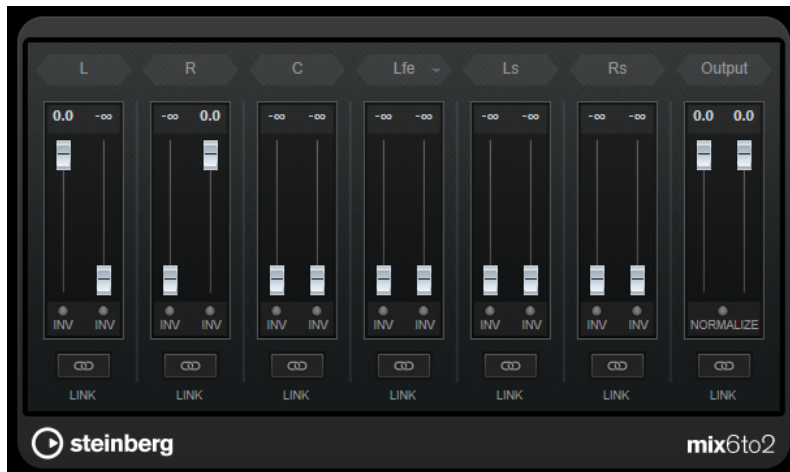 L R C Lfe Ls Rs Output
0.0 -∞ -∞ 0.0 -∞ -∞ -∞ -∞ -∞ -∞ -∞ -∞ 0.0 0.0
INV INV INV INV INV INV INV INV INV INV INV INV NORMALIZE
LINK LINK LINK LINK LINK LINK LINK
steinberg mix6to2